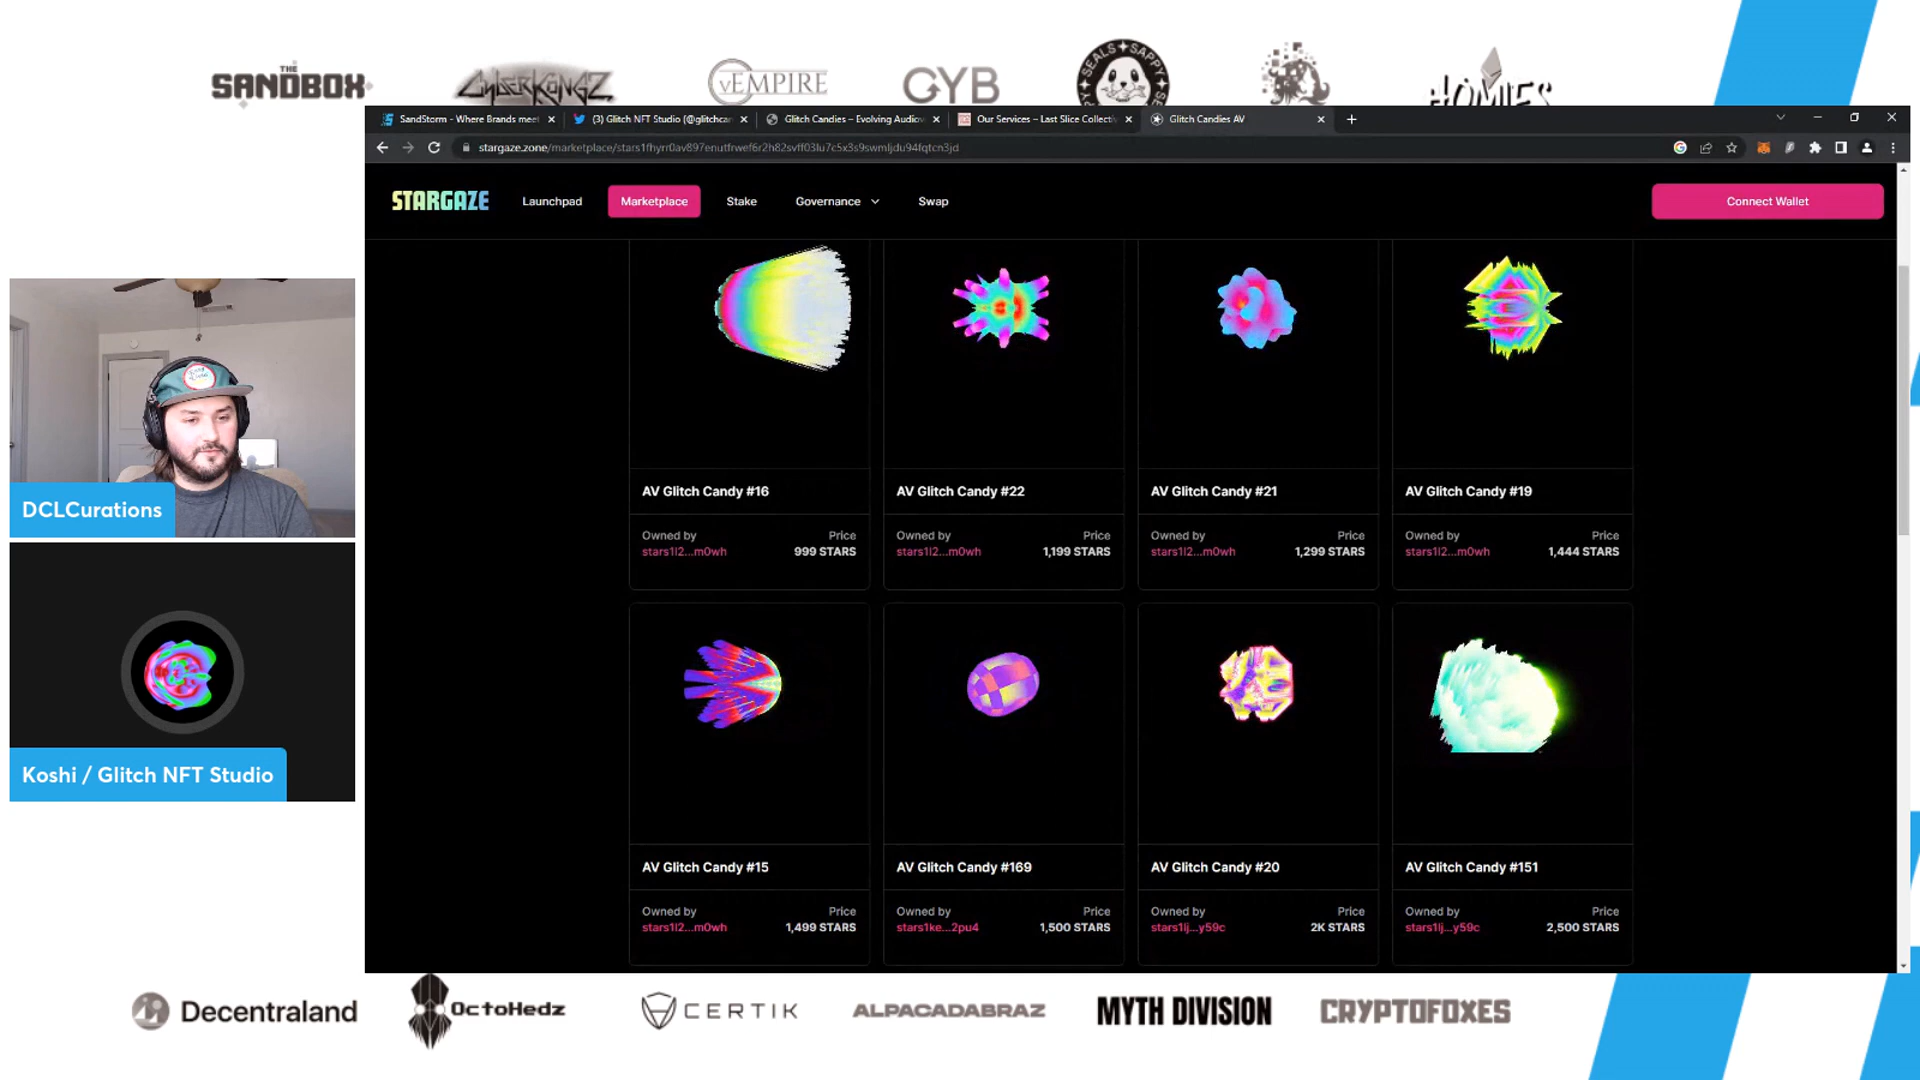 THE
SANDBOX
CYBERKONGZ
vEMPIRE
GYB
SEALS SAPPY
HOMIES
SandStorm - Where Brands meet
(3) Glitch NFT Studio (@glitchcan
Glitch Candies – Evolving Audiov
Our Services – Last Slice Collectiv
Glitch Candies AV
STARGAZE
Launchpad
Marketplace
Stake
Governance
Swap
Connect Wallet
AV Glitch Candy #16
AV Glitch Candy #22
AV Glitch Candy #21
AV Glitch Candy #19
Owned by
Price
Owned by
Price
Owned by
Price
Owned by
Price
stars1l2...m0wh
999 STARS
stars1l2...m0wh
1,199 STARS
stars1l2...m0wh
1,299 STARS
stars1l2...m0wh
1,444 STARS
DCLCurations
Koshi / Glitch NFT Studio
AV Glitch Candy #15
AV Glitch Candy #169
AV Glitch Candy #20
AV Glitch Candy #151
Owned by
Price
Owned by
Price
Owned by
Price
Owned by
Price
stars1l2...m0wh
1,499 STARS
stars1ke...2pu4
1,500 STARS
stars1lj...y59c
2K STARS
stars1lj...y59c
2,500 STARS
Decentraland
OctoHedz
CERTIK
ALPACADABRAZ
MYTH DIVISION
CRYPTOFOXES